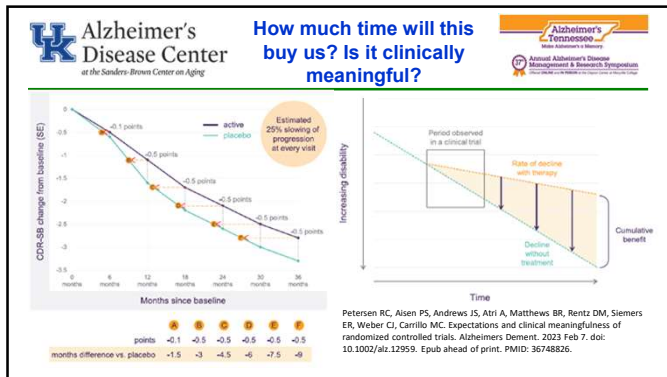 UK
Alzheimer's
Disease Center
at the Sanders-Brown Center on Aging
How much time will this
buy us? Is it clinically
meaningful?
Alzheimer's
TENNESSEE
Make Alzheimer's a Memory.
Annual Alzheimer's Disease
Management & Research Symposium
CDR-SB change from baseline (SE)
0
-0.5
-1
-1.5
-2
-2.5
-3
-3.5
active
placebo
Estimated
25% slowing of
progression
at every visit
-0.1 points
-0.5 points
-0.5 points
-0.5 points
-0.5 points
-0.5 points
0
months
6
months
12
months
18
months
24
months
30
months
36
months
Months since baseline
A B C D E F
points -0.1 -0.5 -0.5 -0.5 -0.5 -0.5
months difference vs. placebo -1.5 -3 -4.5 -6 -7.5 -9
Increasing disability
Period observed
in a clinical trial
Rate of decline
with therapy
Decline
without
treatment
Cumulative
benefit
Time
Petersen RC, Aisen PS, Andrews JS, Atri A, Matthews BR, Rentz DM, Siemers
ER, Weber CJ, Carrillo MC. Expectations and clinical meaningfulness of
randomized controlled trials. Alzheimers Dement. 2023 Feb 7. doi:
10.1002/alz.12959. Epub ahead of print. PMID: 36748826.